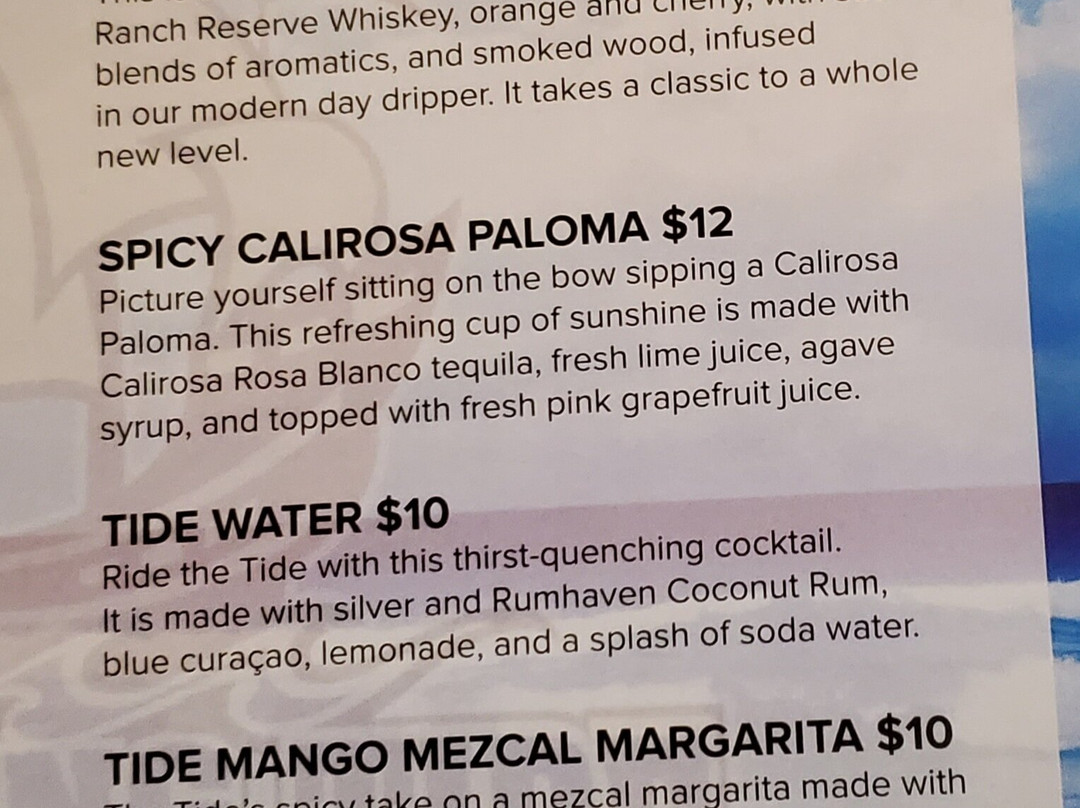 Ranch Reserve Whiskey, orange and cherry,
blends of aromatics, and smoked wood, infused
in our modern day dripper. It takes a classic to a whole
new level.
SPICY CALIROSA PALOMA $12
Picture yourself sitting on the bow sipping a Calirosa
Paloma. This refreshing cup of sunshine is made with
Calirosa Rosa Blanco tequila, fresh lime juice, agave
syrup, and topped with fresh pink grapefruit juice.
TIDE WATER $10
Ride the Tide with this thirst-quenching cocktail.
It is made with silver and Rumhaven Coconut Rum,
blue curaçao, lemonade, and a splash of soda water.
TIDE MANGO MEZCAL MARGARITA $10
The Tide's spicy take on a mezcal margarita made with